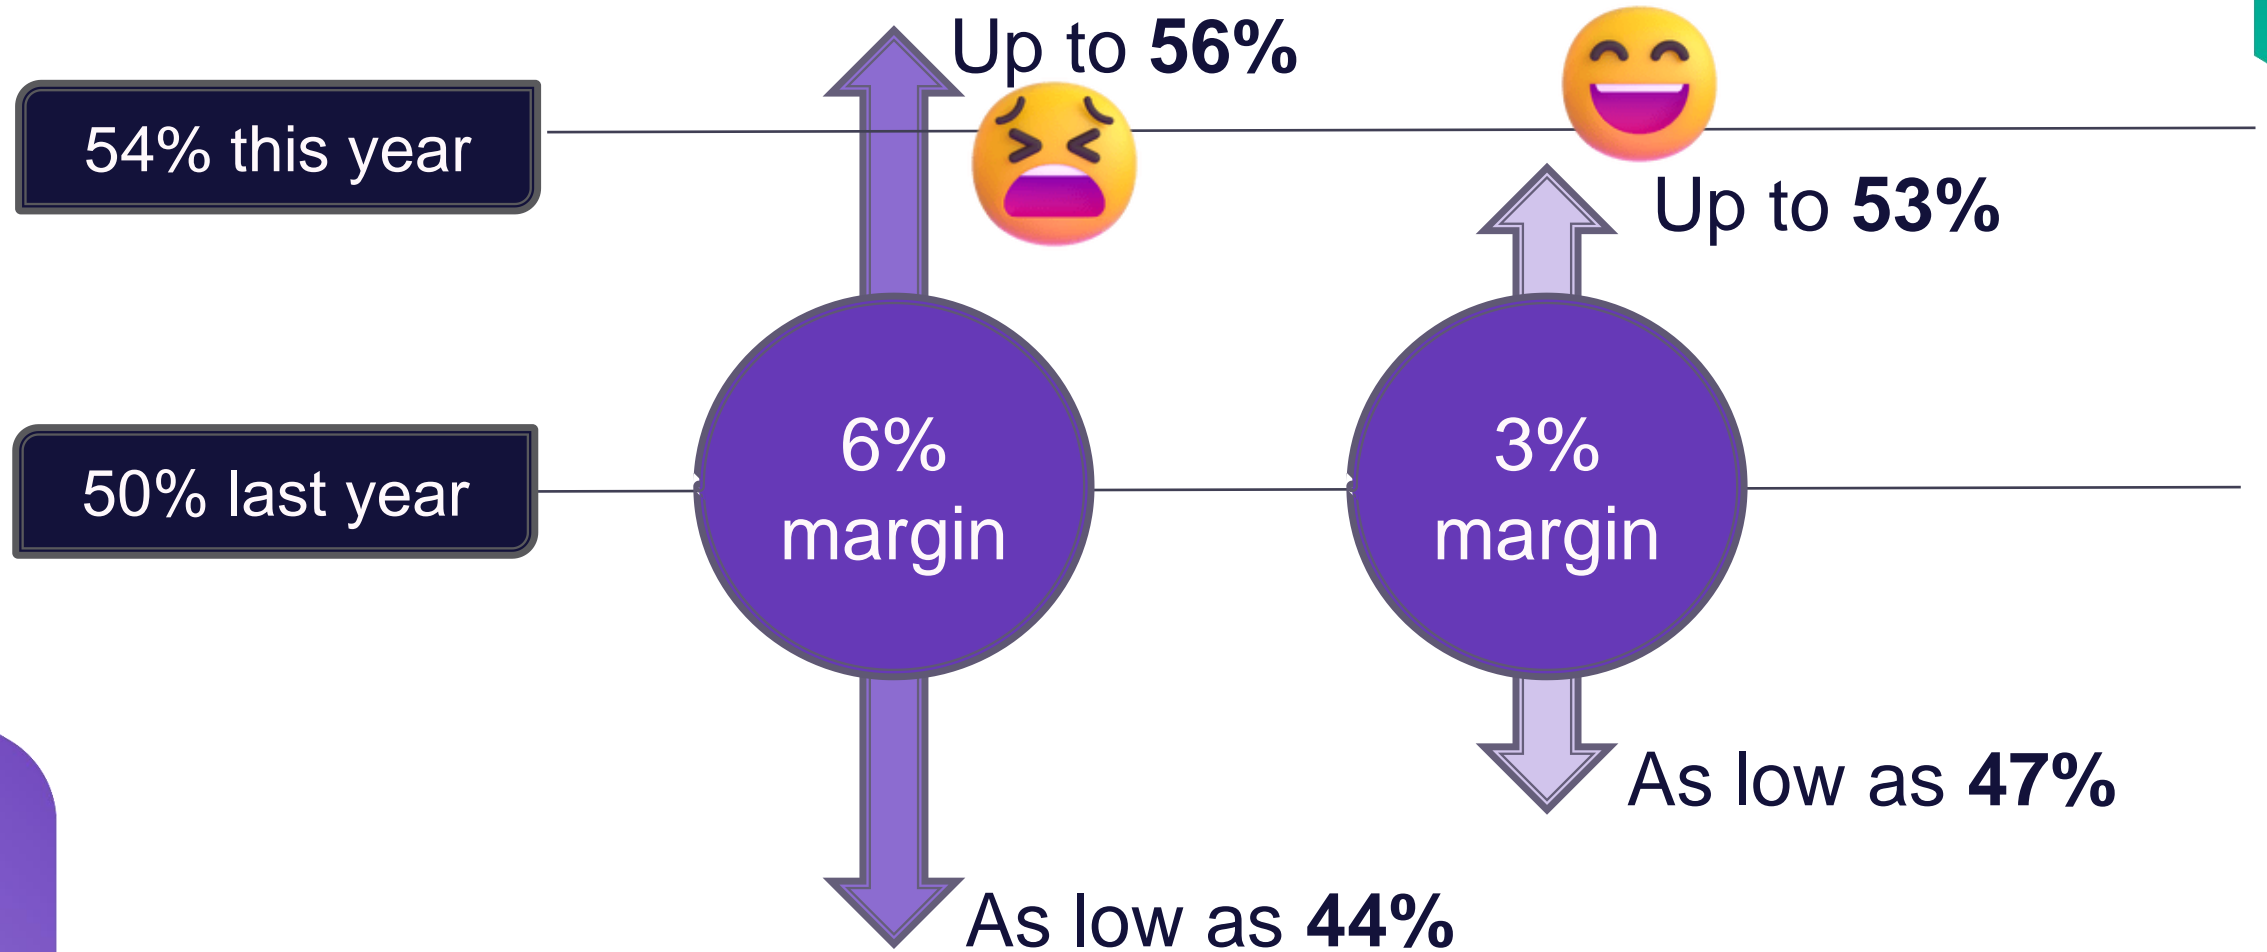 Up to 56%
54% this year
Up to 53%
6%
margin
3%
margin
50% last year
As low as 47%
As low as 44%